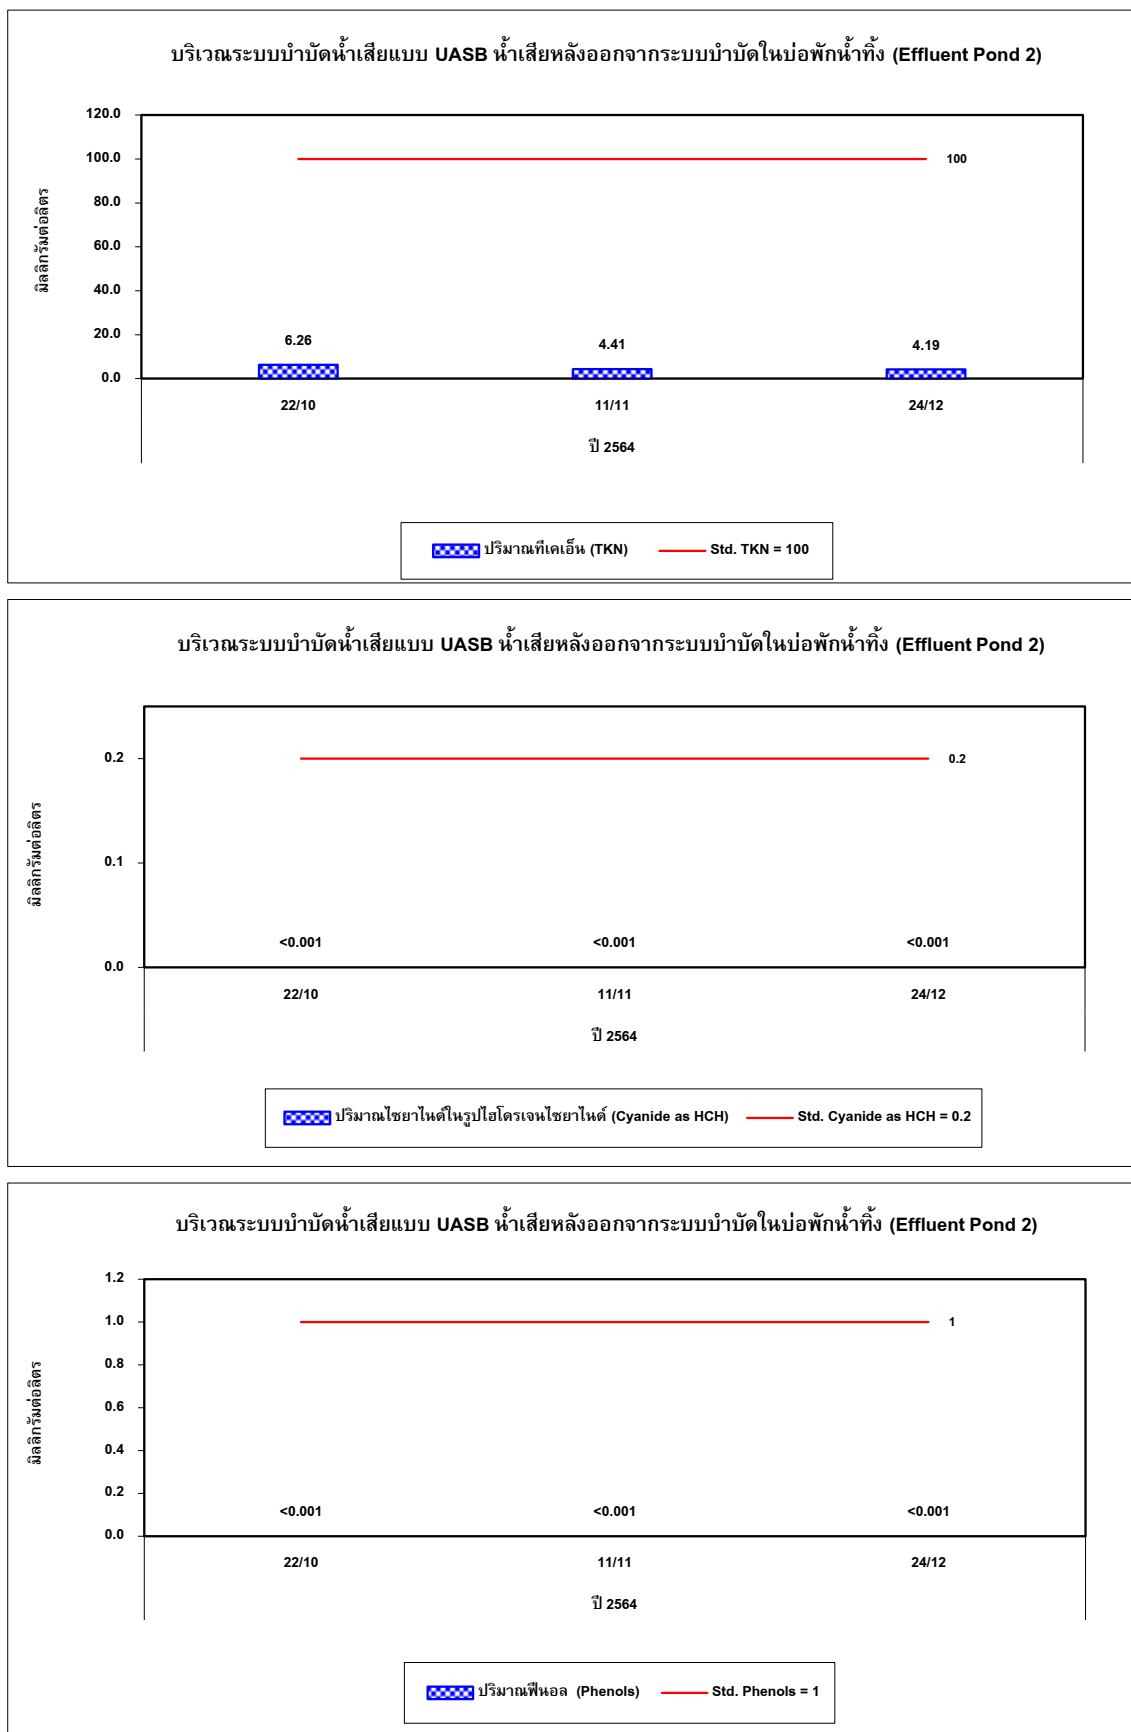 บริเวณระบบบำบัดน้ำเสียแบบ UASB น้ำเสียหลังออกจากระบบบำบัดในบ่อพักน้ำทิ้ง (Effluent Pond 2)
มิลลิกรัมต่อลิตร
120.0
100.0
80.0
60.0
40.0
20.0
0.0
100
6.26
4.41
4.19
22/10
11/11
24/12
ปี 2564
ปริมาณทีเคเอ็น (TKN)
Std. TKN = 100
บริเวณระบบบำบัดน้ำเสียแบบ UASB น้ำเสียหลังออกจากระบบบำบัดในบ่อพักน้ำทิ้ง (Effluent Pond 2)
มิลลิกรัมต่อลิตร
0.2
0.1
0.0
0.2
<0.001
<0.001
<0.001
22/10
11/11
24/12
ปี 2564
ปริมาณไซยาไนด์ในรูปไฮโดรเจนไซยาไนด์ (Cyanide as HCH)
Std. Cyanide as HCH = 0.2
บริเวณระบบบำบัดน้ำเสียแบบ UASB น้ำเสียหลังออกจากระบบบำบัดในบ่อพักน้ำทิ้ง (Effluent Pond 2)
มิลลิกรัมต่อลิตร
1.2
1.0
0.8
0.6
0.4
0.2
0.0
1
<0.001
<0.001
<0.001
22/10
11/11
24/12
ปี 2564
ปริมาณฟีนอล (Phenols)
Std. Phenols = 1